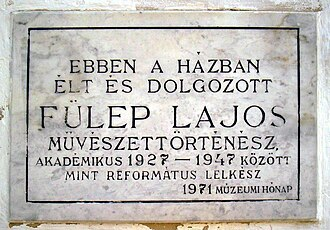 EBBEN A HÁZBAN
ÉLT ÉS DOLGOZOTT
FÜLEP LAJOS
MŰVÉSZETTÖRTÉNÉSZ,
AKADÉMIKUS 1927 — 1947 KÖZÖTT
MINT REFORMÁTUS LELKÉSZ
1971 MÚZEUMI HÓNAP